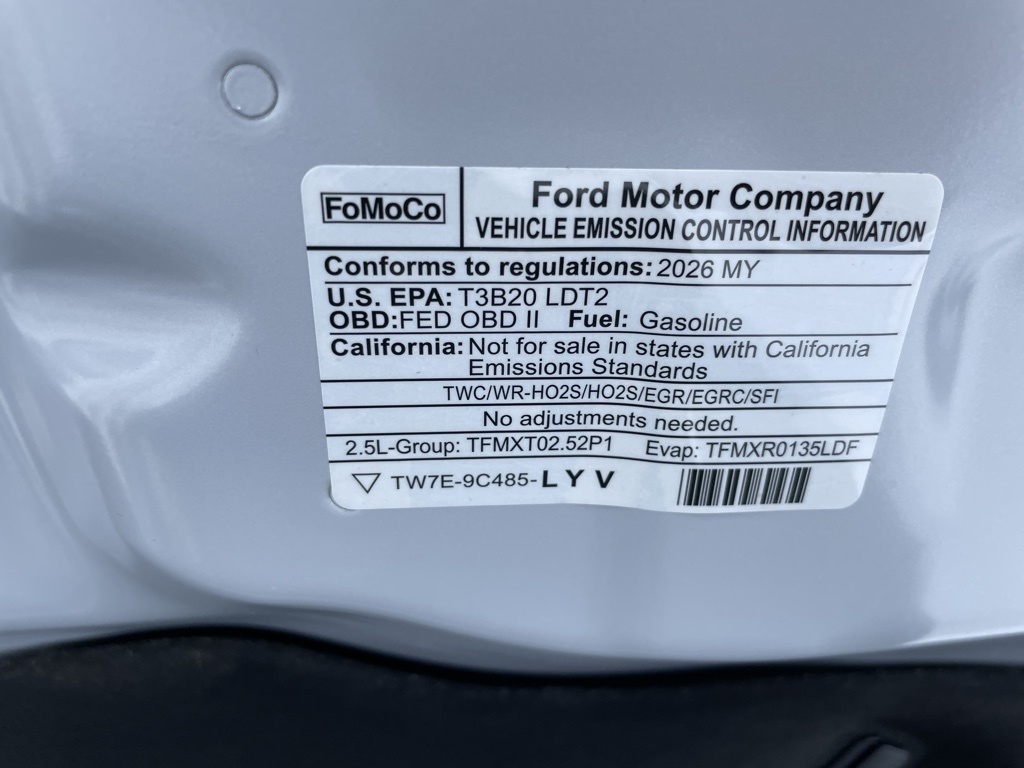 FoMoCo
Ford Motor Company
VEHICLE EMISSION CONTROL INFORMATION
Conforms to regulations: 2026 MY
U.S. EPA: T3B20 LDT2
OBD:FED OBD II Fuel: Gasoline
California: Not for sale in states with California
Emissions Standards
TWC/WR-HO2S/HO2S/EGR/EGRC/SFI
No adjustments needed.
2.5L-Group: TFMXT02.52P1 Evap: TFMXR0135LDF
TW7E-9C485-LYV